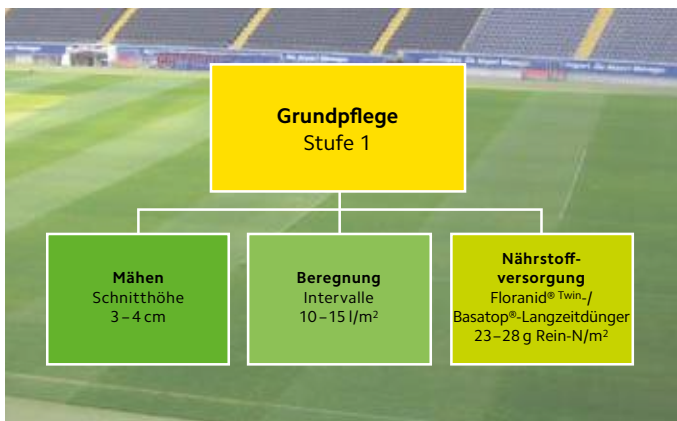 Grundpflege
Stufe 1
Mähen
Schnitthöhe
3–4 cm
Beregnung
Intervalle
10–15 l/m²
Nährstoff-
versorgung
Floranid® Twin-/
Basatop®-Langzeitdünger
23–28 g Rein-N/m²